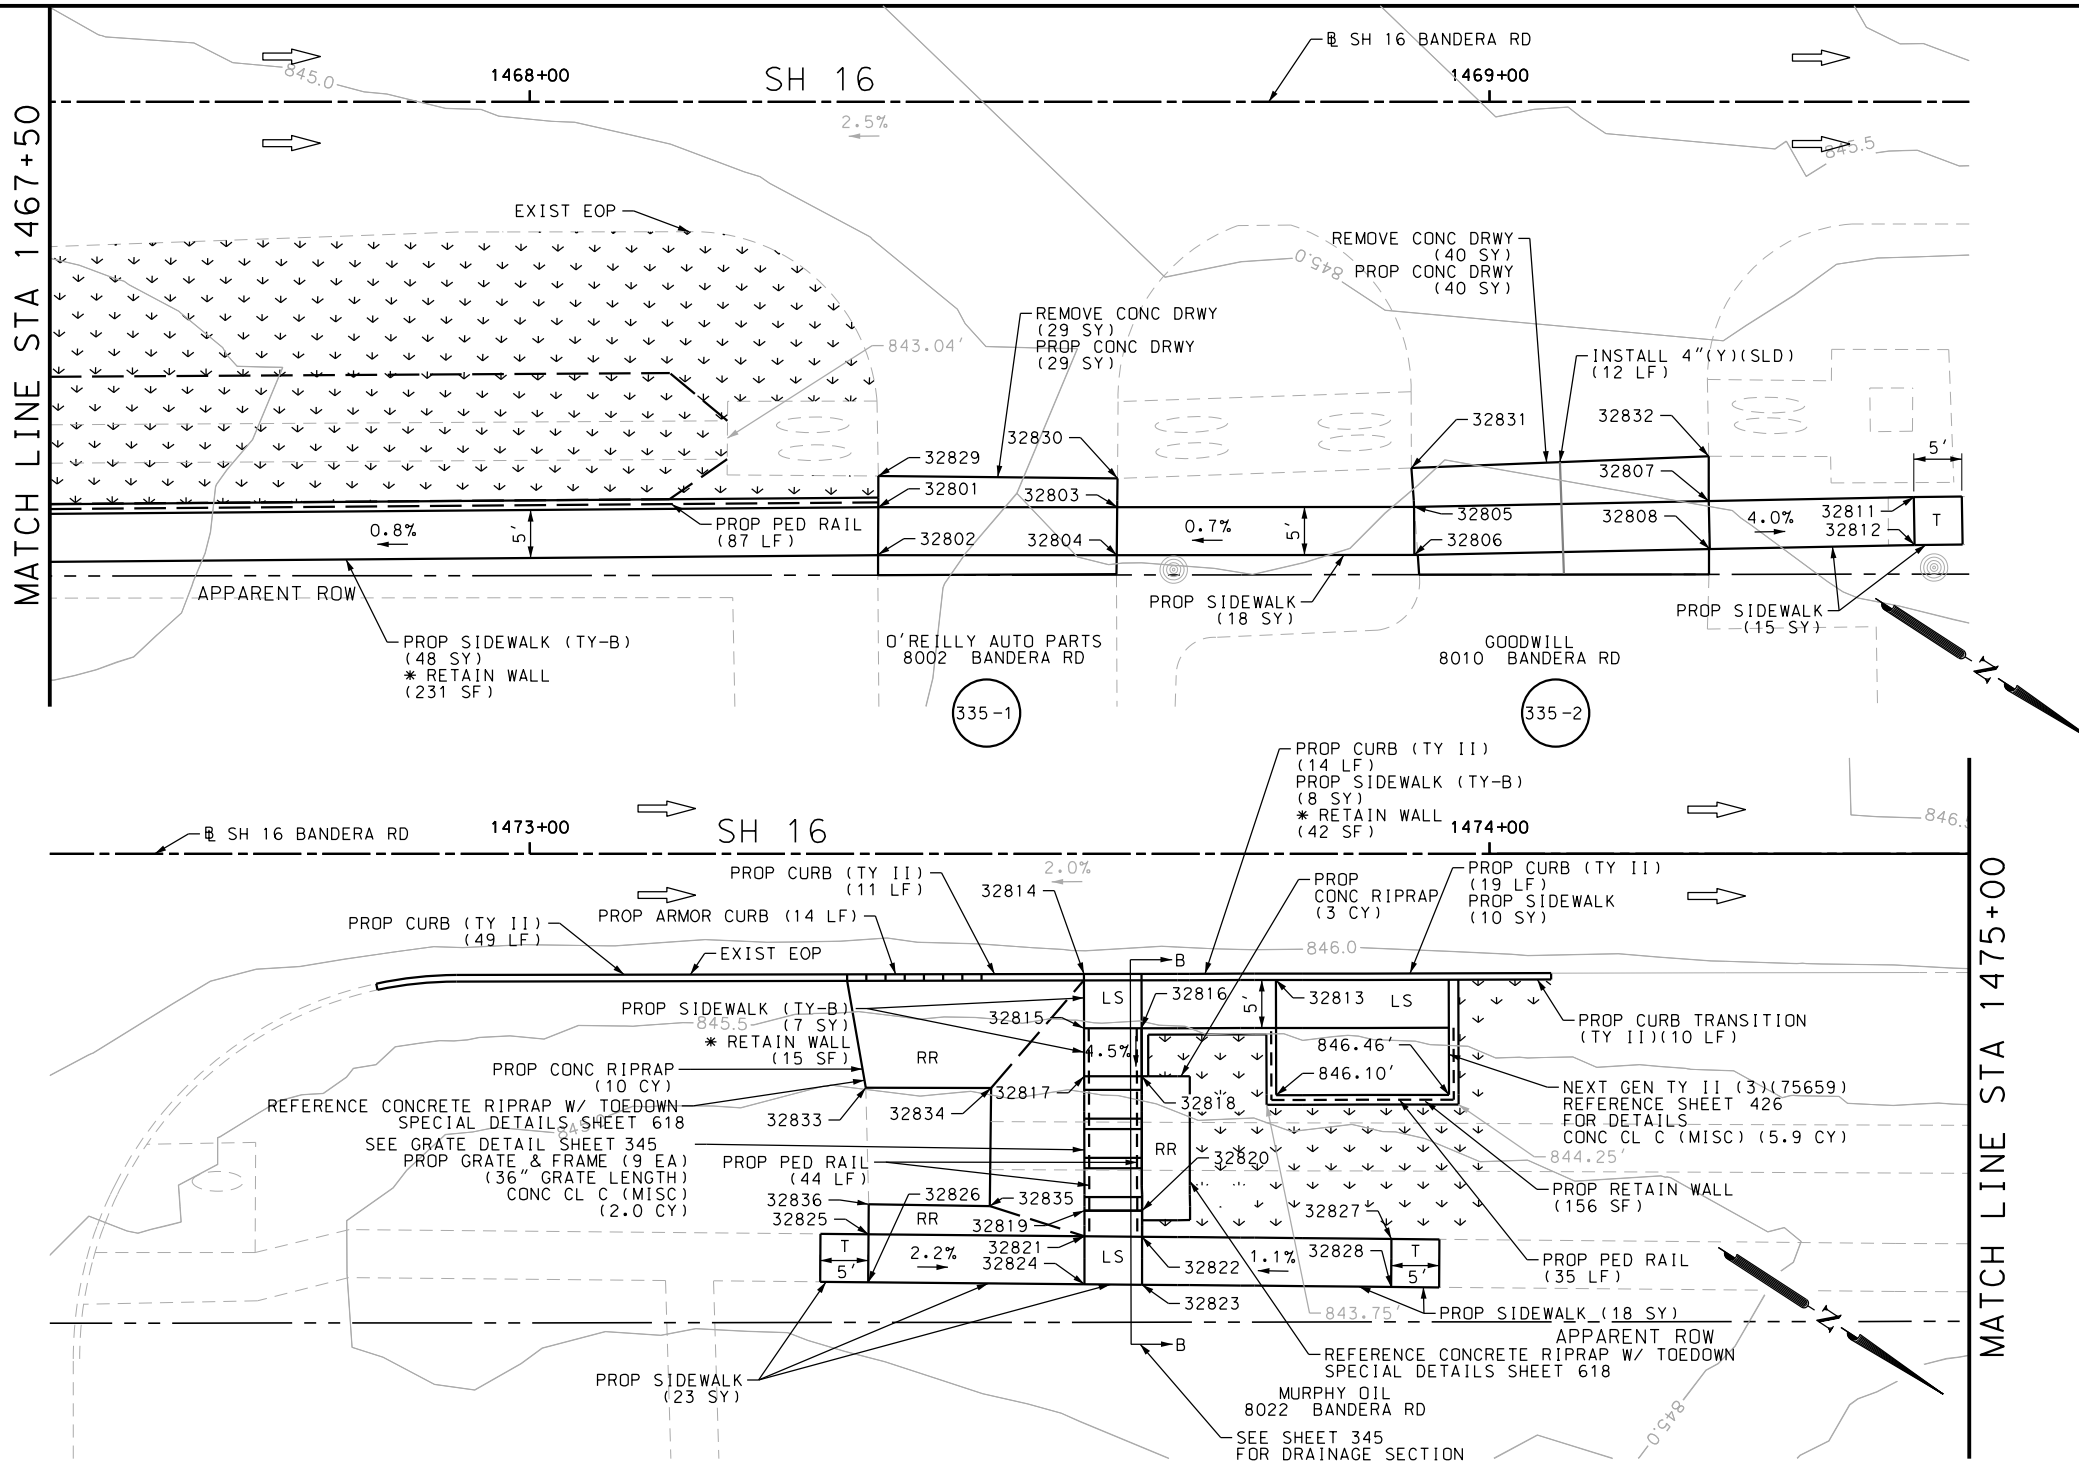 MATCH LINE STA 1467+50
845.0
1468+00
SH 16
2.5%
℄ SH 16 BANDERA RD
1469+00
845.5
EXIST EOP
REMOVE CONC DRWY
(29 SY)
PROP CONC DRWY
(29 SY)
843.04'
845.0
REMOVE CONC DRWY
(40 SY)
PROP CONC DRWY
(40 SY)
INSTALL 4"(Y)(SLD)
(12 LF)
32829
32830
32831
32832
32801
32803
32805
32807
32802
32804
32806
32808
32811
32812
5'
T
0.8%
5'
PROP PED RAIL
(87 LF)
0.7%
5'
4.0%
APPARENT ROW
PROP SIDEWALK (TY-B)
(48 SY)
* RETAIN WALL
(231 SF)
PROP SIDEWALK
(18 SY)
PROP SIDEWALK
(15 SY)
O'REILLY AUTO PARTS
8002 BANDERA RD
335-1
GOODWILL
8010 BANDERA RD
335-2
N
℄ SH 16 BANDERA RD
1473+00
SH 16
2.0%
1474+00
846.5
MATCH LINE STA 1475+00
PROP CURB (TY II)
(14 LF)
PROP SIDEWALK (TY-B)
(8 SY)
* RETAIN WALL
(42 SF)
PROP CURB (TY II)
(11 LF)
32814
PROP
CONC RIPRAP
(3 CY)
PROP CURB (TY II)
(19 LF)
PROP SIDEWALK
(10 SY)
PROP CURB (TY II)
(49 LF)
PROP ARMOR CURB (14 LF)
EXIST EOP
846.0
B
LS
32816
5'
32813
LS
PROP SIDEWALK (TY-B)
(7 SY)
* RETAIN WALL
(15 SF)
845.5
32815
PROP CURB TRANSITION
(TY II)(10 LF)
RR
4.5%
846.46'
846.10'
PROP CONC RIPRAP
(10 CY)
REFERENCE CONCRETE RIPRAP W/ TOEDOWN
SPECIAL DETAILS SHEET 618
32833
32834
32817
32818
NEXT GEN TY II (3)(75659)
REFERENCE SHEET 426
FOR DETAILS
CONC CL C (MISC) (5.9 CY)
SEE GRATE DETAIL SHEET 345
PROP GRATE & FRAME (9 EA)
(36" GRATE LENGTH)
CONC CL C (MISC)
(2.0 CY)
PROP PED RAIL
(44 LF)
RR
32820
844.25'
PROP RETAIN WALL
(156 SF)
32836
32825
32826
32835
RR
32819
32821
32824
T
5'
2.2%
LS
32822
32823
1.1%
32827
32828
T
5'
PROP PED RAIL
(35 LF)
843.75'
PROP SIDEWALK (18 SY)
APPARENT ROW
B
REFERENCE CONCRETE RIPRAP W/ TOEDOWN
SPECIAL DETAILS SHEET 618
PROP SIDEWALK
(23 SY)
MURPHY OIL
8022 BANDERA RD
SEE SHEET 345
FOR DRAINAGE SECTION
845.0
N